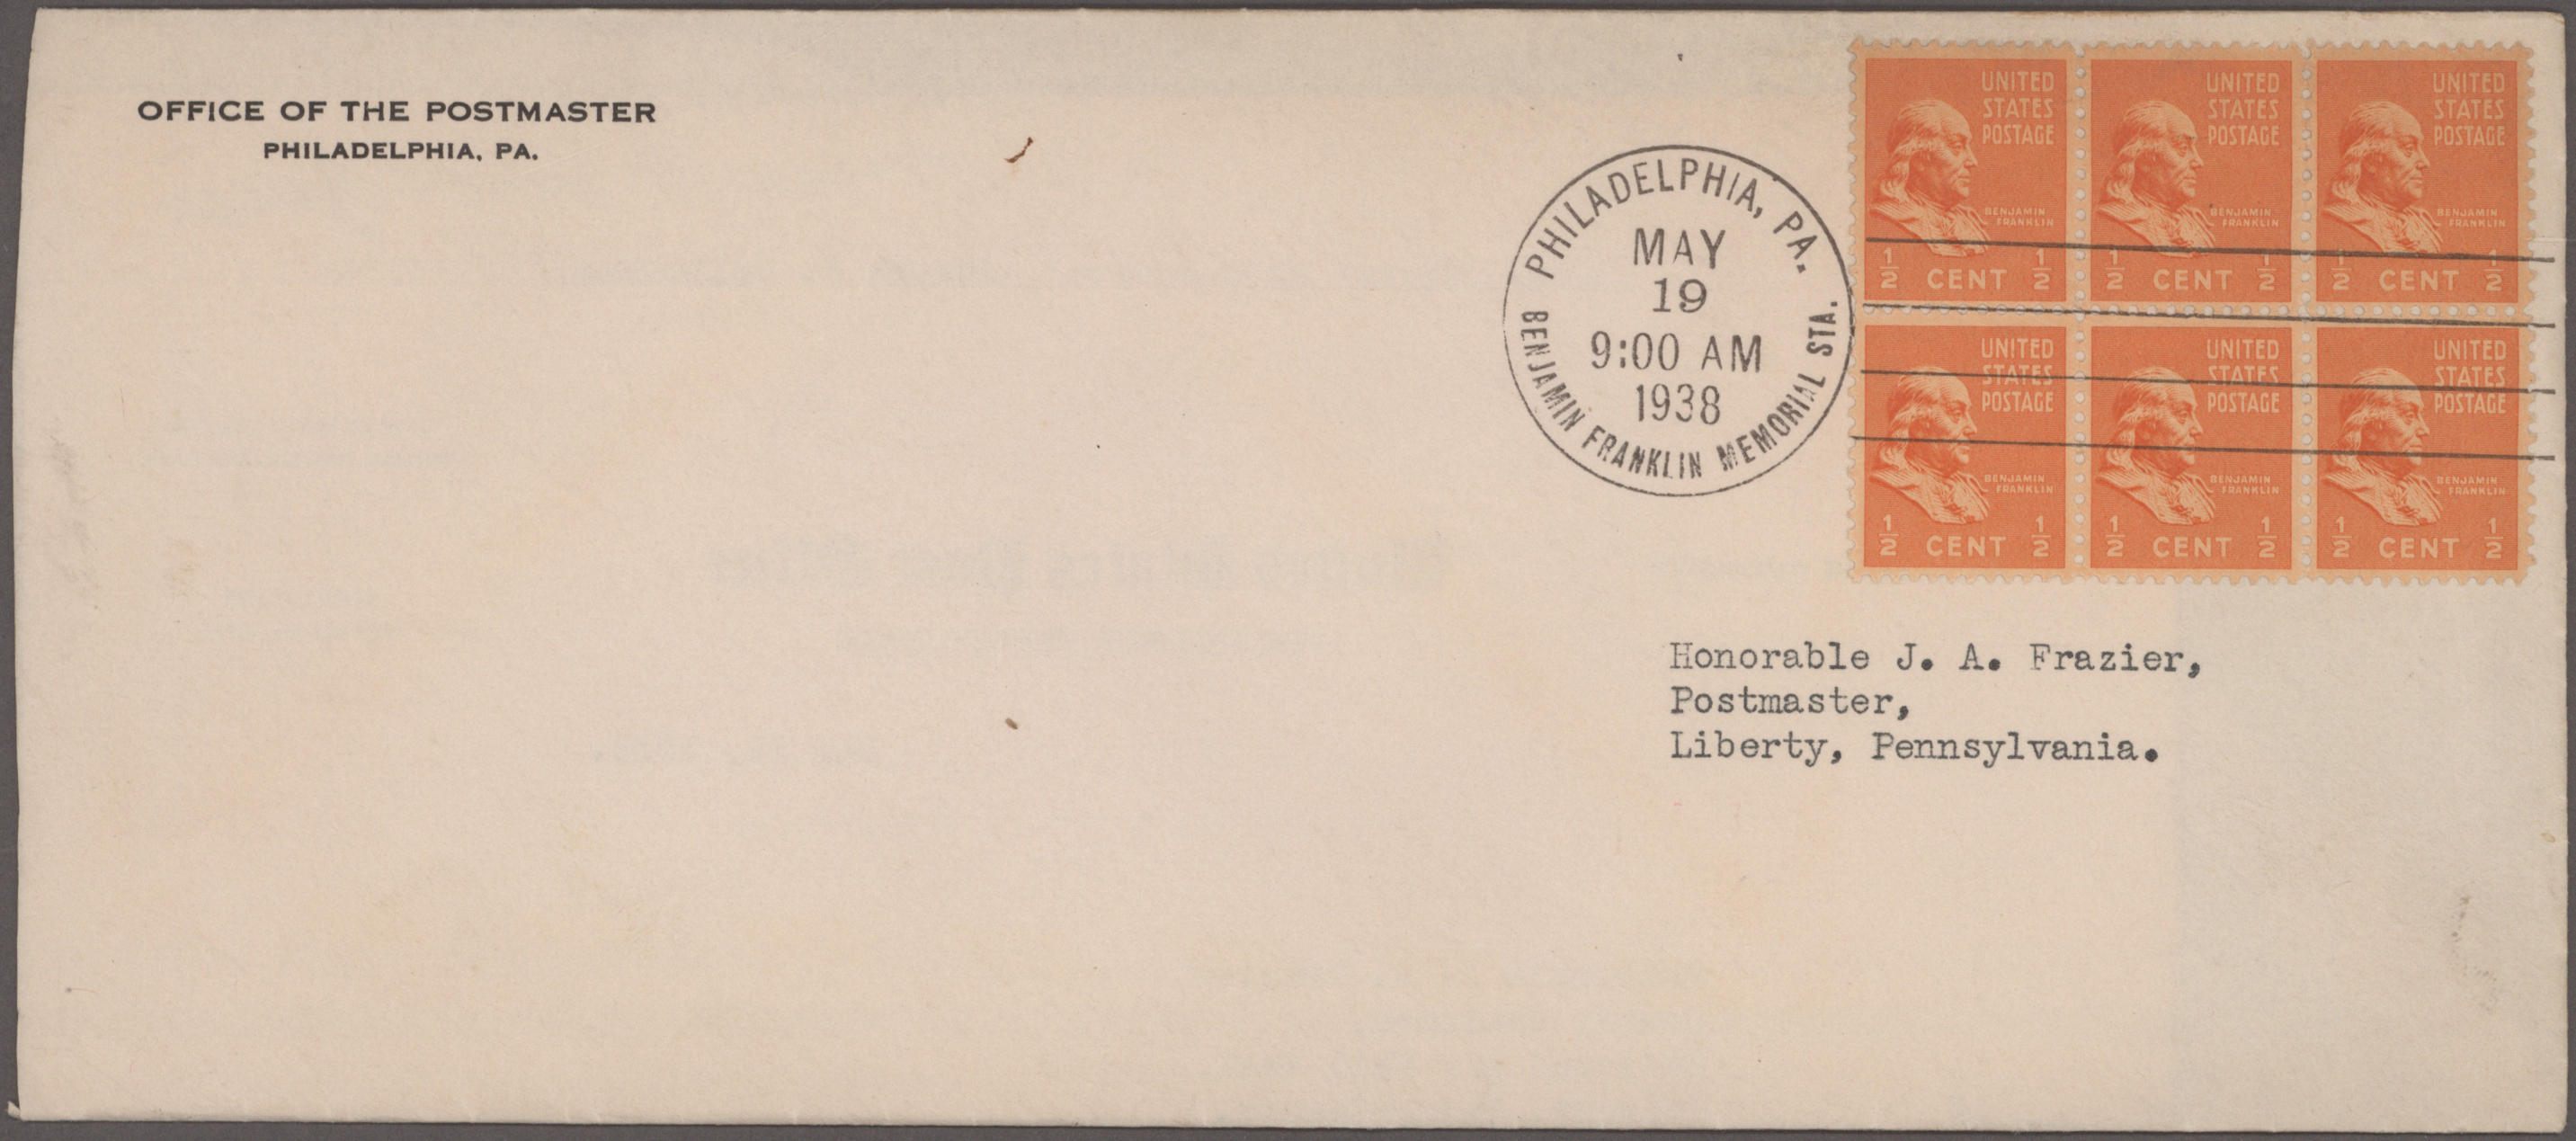 OFFICE OF THE POSTMASTER
PHILADELPHIA, PA.
PHILADELPHIA, PA.
MAY
19
9:00 AM
1938
BENJAMIN FRANKLIN MEMORIAL STA.
UNITED
STATES
POSTAGE
BENJAMIN
FRANKLIN
1/2 CENT 1/2
UNITED
STATES
POSTAGE
BENJAMIN
FRANKLIN
1/2 CENT 1/2
UNITED
STATES
POSTAGE
BENJAMIN
FRANKLIN
1/2 CENT 1/2
UNITED
STATES
POSTAGE
BENJAMIN
FRANKLIN
1/2 CENT 1/2
UNITED
STATES
POSTAGE
BENJAMIN
FRANKLIN
1/2 CENT 1/2
UNITED
STATES
POSTAGE
BENJAMIN
FRANKLIN
1/2 CENT 1/2
Honorable J. A. Frazier,
Postmaster,
Liberty, Pennsylvania.